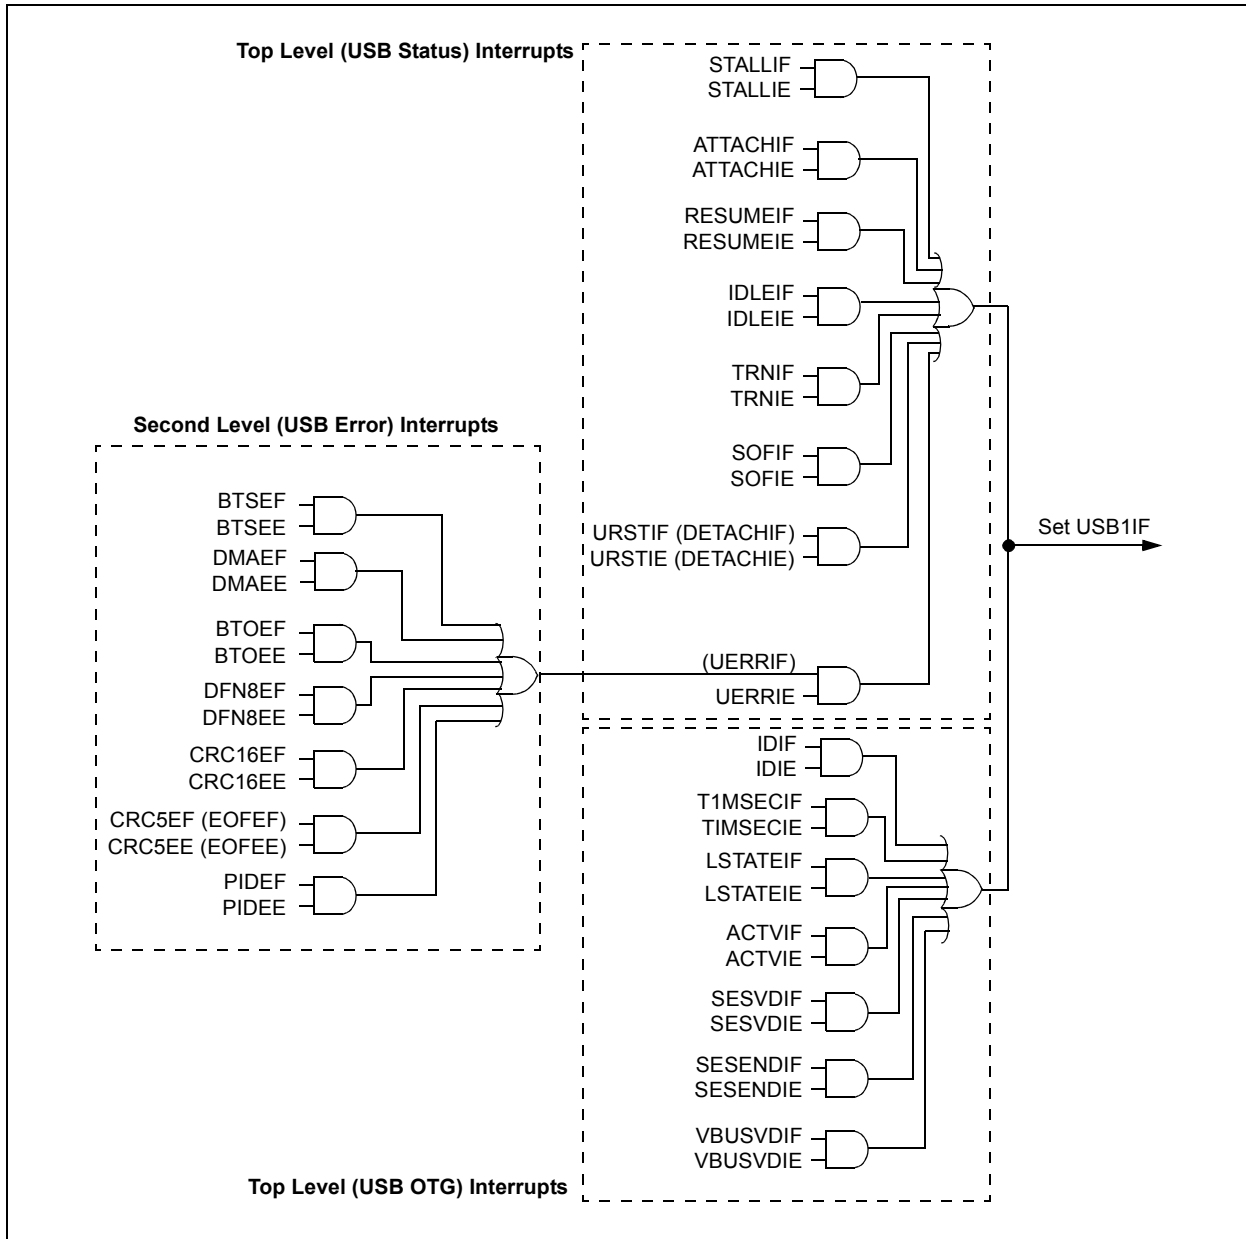 Top Level (USB Status) Interrupts
STALLIF
STALLIE
ATTACHIF
ATTACHIE
RESUMEIF
RESUMEIE
IDLEIF
IDLEIE
TRNIF
TRNIE
SOFIF
SOFIE
URSTIF (DETACHIF)
URSTIE (DETACHIE)
(UERRIF)
UERRIE
Second Level (USB Error) Interrupts
BTSEF
BTSEE
DMAEF
DMAEE
BTOEF
BTOEE
DFN8EF
DFN8EE
CRC16EF
CRC16EE
CRC5EF (EOFEF)
CRC5EE (EOFEE)
PIDEF
PIDEE
Set USB1IF
IDIF
IDIE
T1MSECIF
TIMSECIE
LSTATEIF
LSTATEIE
ACTVIF
ACTVIE
SESVDIF
SESVDIE
SESENDIF
SESENDIE
VBUSVDIF
VBUSVDIE
Top Level (USB OTG) Interrupts